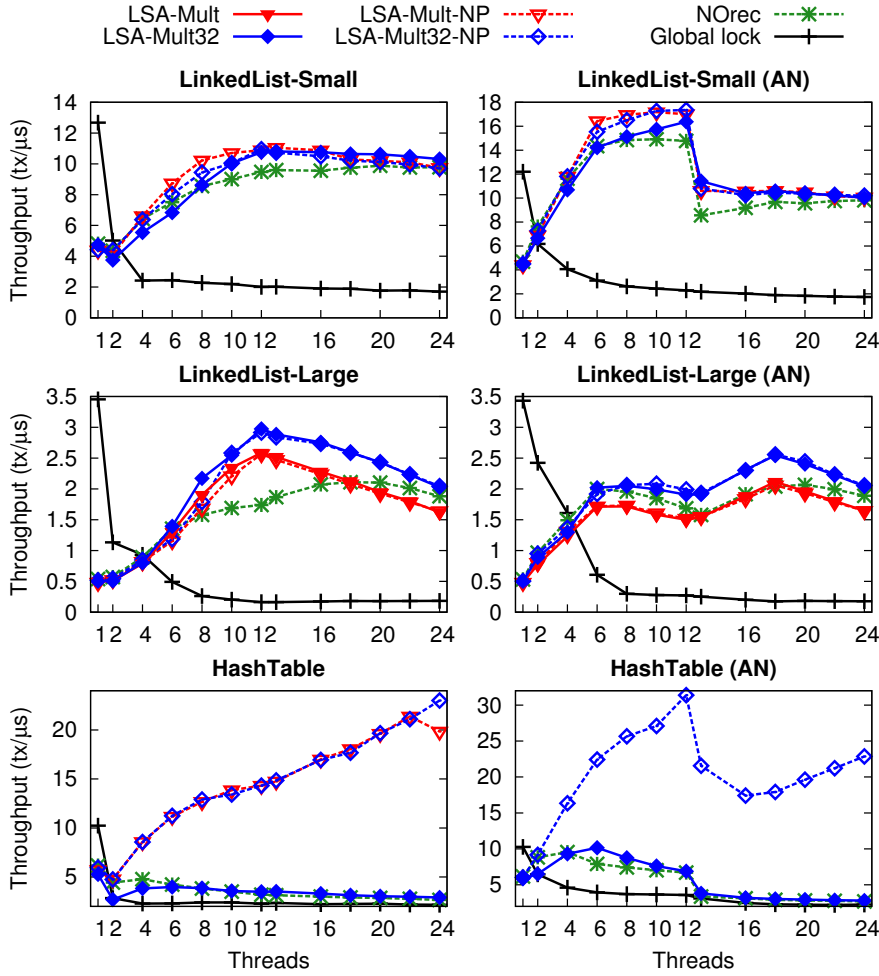 LSA-Mult LSA-Mult-NP NOrec
LSA-Mult32 LSA-Mult32-NP Global lock
LinkedList-Small
Throughput (tx/µs)
14
12
10
8
6
4
2
0
1 2 4 6 8 10 12 16 20 24
LinkedList-Small (AN)
18
16
14
12
10
8
6
4
2
0
1 2 4 6 8 10 12 16 20 24
LinkedList-Large
Throughput (tx/µs)
3.5
3
2.5
2
1.5
1
0.5
0
1 2 4 6 8 10 12 16 20 24
LinkedList-Large (AN)
3.5
3
2.5
2
1.5
1
0.5
0
1 2 4 6 8 10 12 16 20 24
HashTable
Throughput (tx/µs)
20
15
10
5
1 2 4 6 8 10 12 16 20 24
Threads
HashTable (AN)
30
25
20
15
10
5
1 2 4 6 8 10 12 16 20 24
Threads